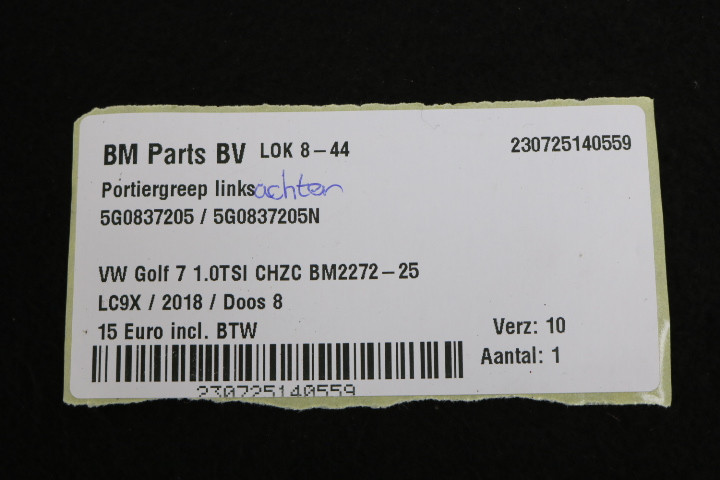 BM Parts BV LOK 8-44 230725140559
Portiergreep links achter
5G0837205 / 5G0837205N
VW Golf 7 1.0TSI CHZC BM2272-25
LC9X / 2018 / Doos 8
15 Euro incl. BTW Verz: 10
Aantal: 1
230725140559